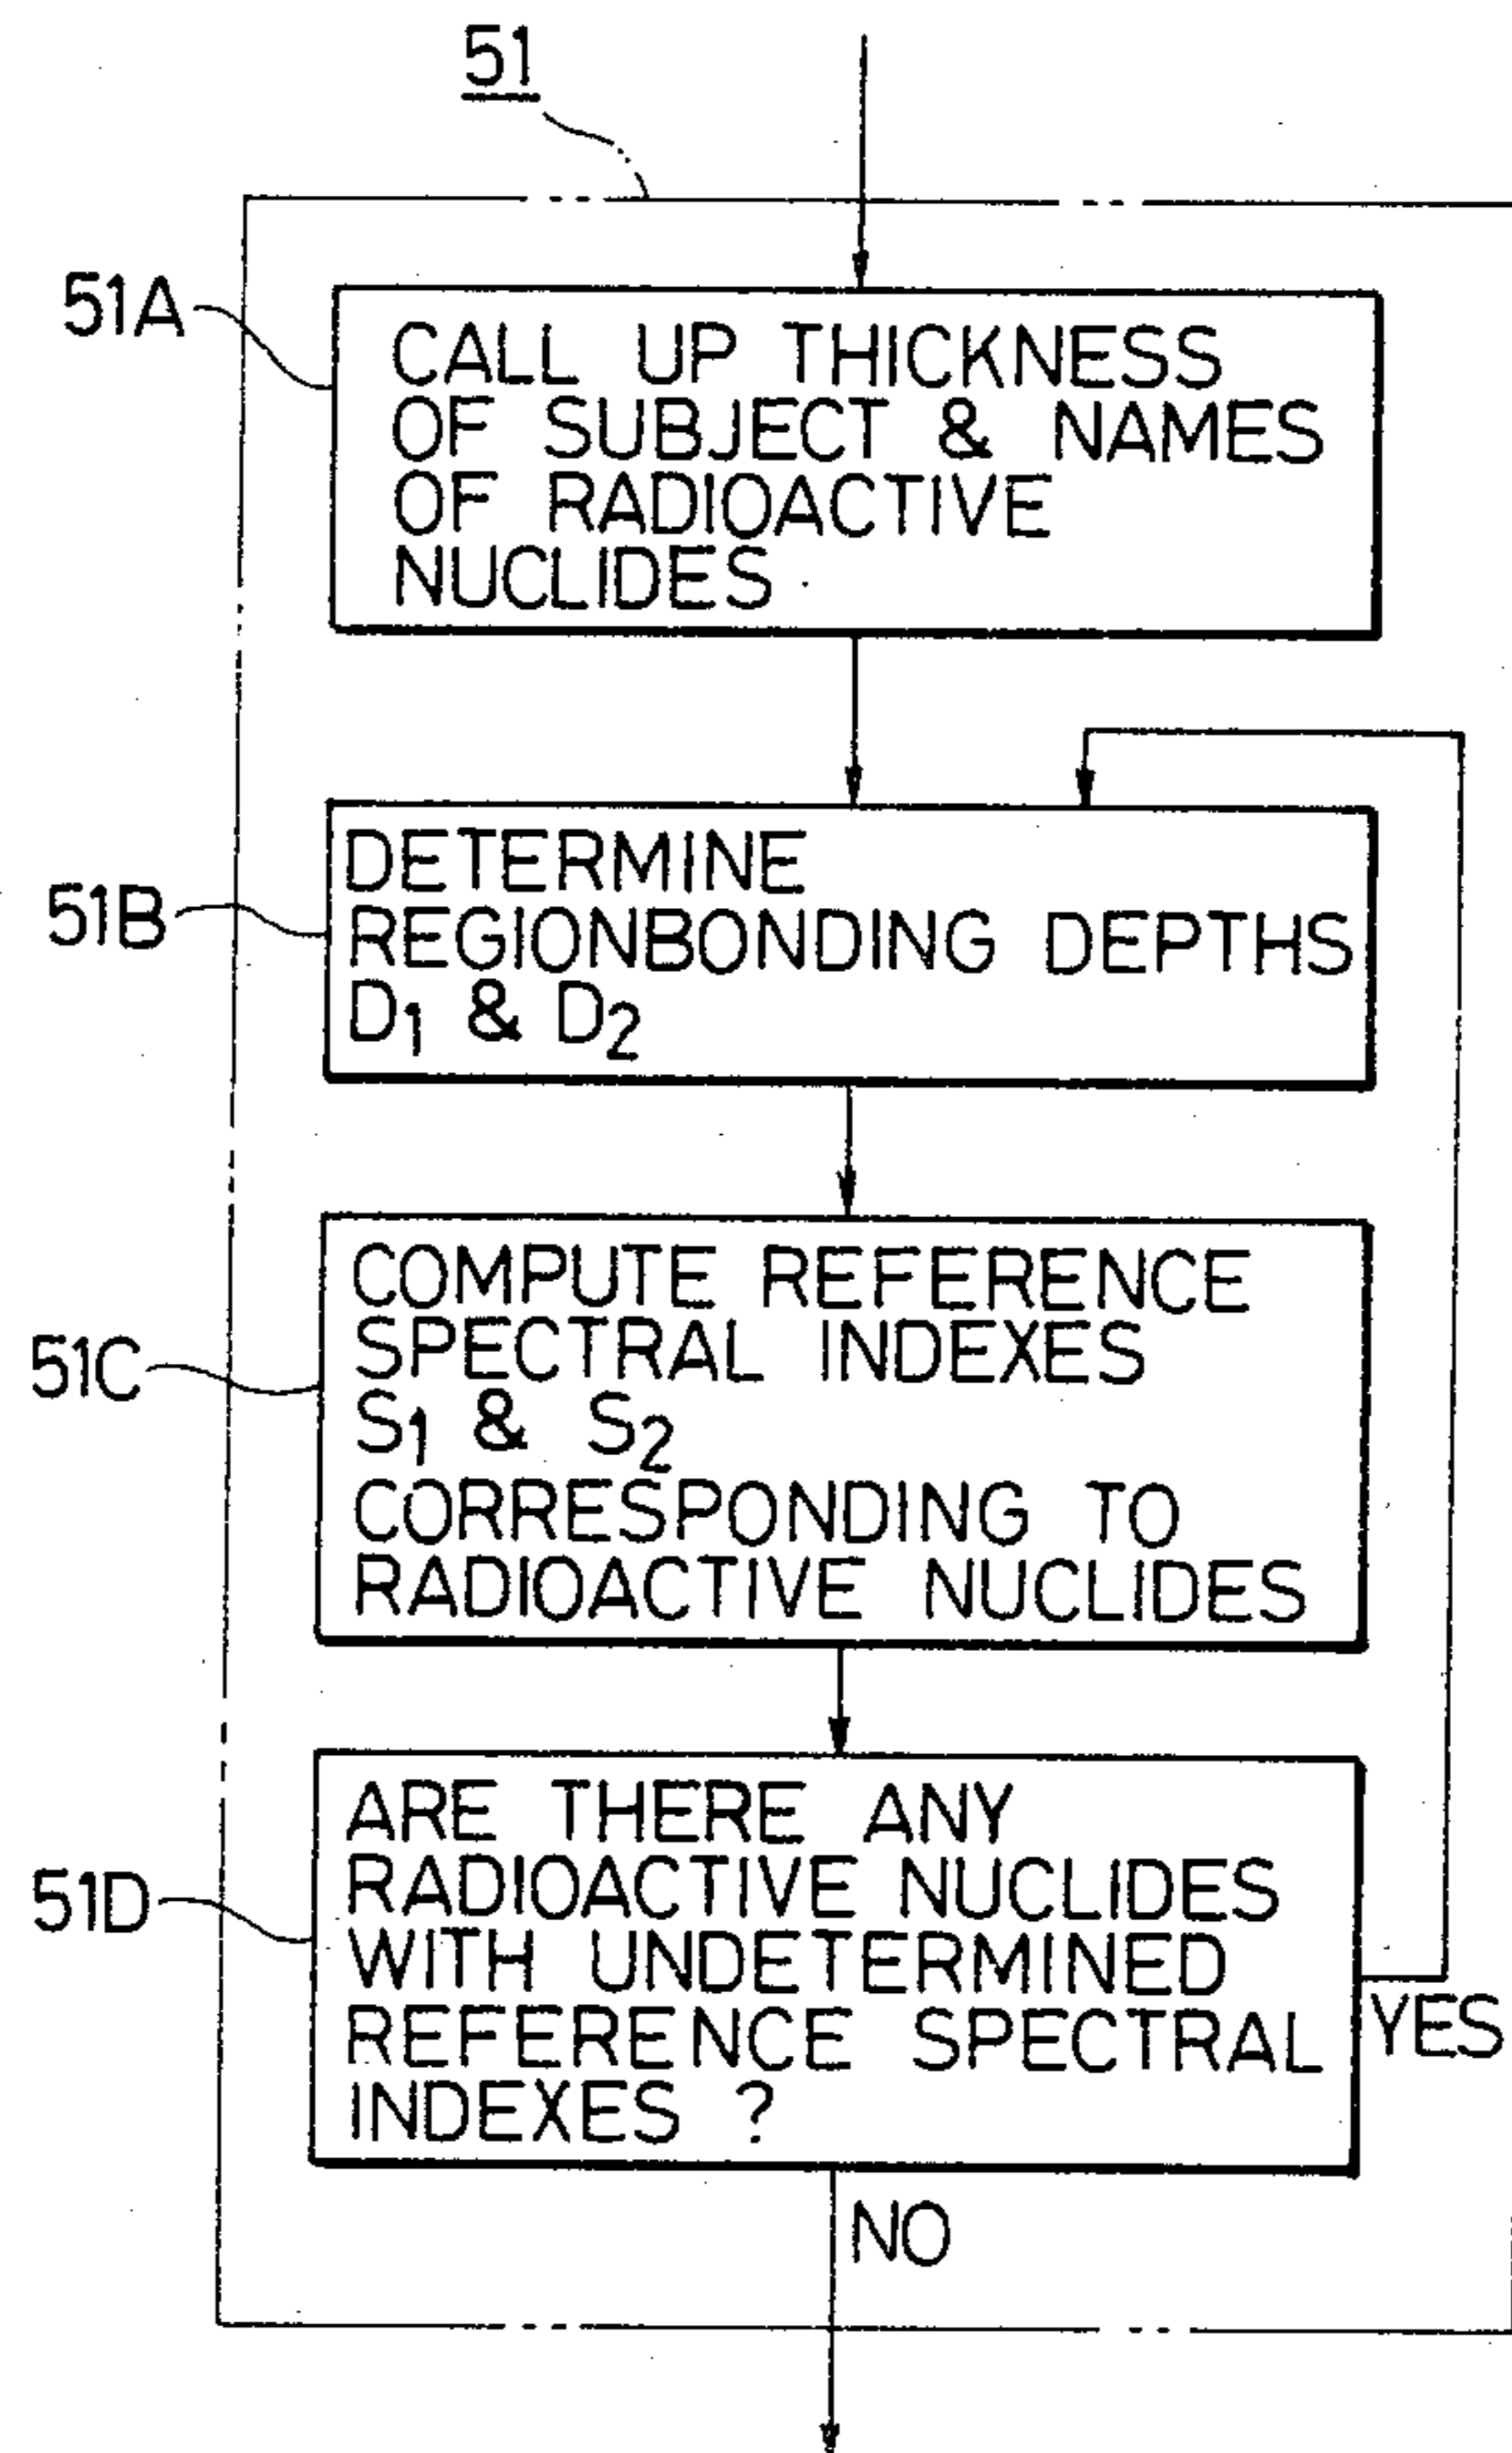 51
51A
CALL UP THICKNESS
OF SUBJECT & NAMES
OF RADIOACTIVE
NUCLIDES
51B
DETERMINE
REGIONBONDING DEPTHS
D1 & D2
51C
COMPUTE REFERENCE
SPECTRAL INDEXES
S1 & S2
CORRESPONDING TO
RADIOACTIVE NUCLIDES
51D
ARE THERE ANY
RADIOACTIVE NUCLIDES
WITH UNDETERMINED
REFERENCE SPECTRAL
INDEXES ?
YES
NO